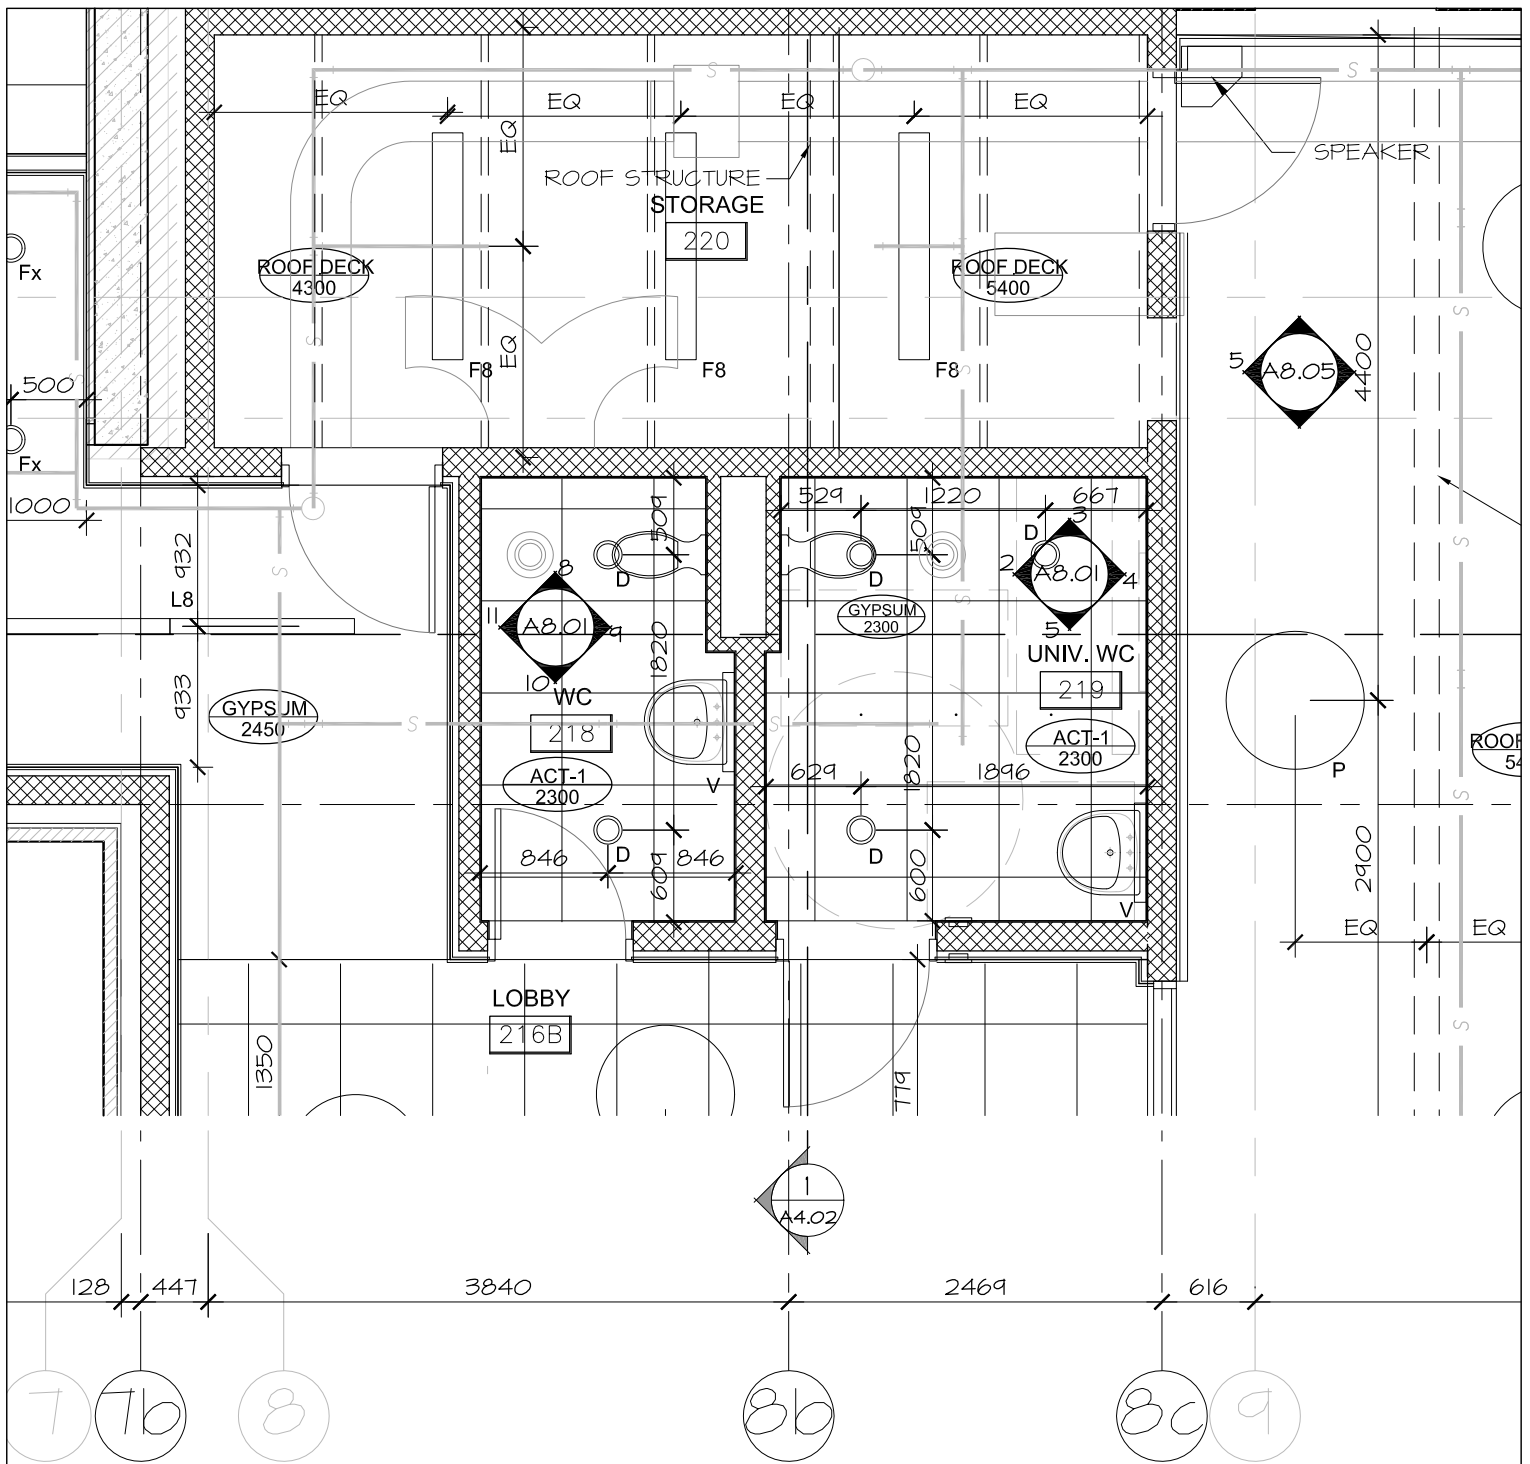 EQ
EQ
EQ
EQ
S
S
EQ
SPEAKER
ROOF STRUCTURE
STORAGE
220
Fx
ROOF DECK
4300
ROOF DECK
5400
S
S
S
EQ
F8
F8
F8
S
5
A8.05
4400
500
Fx
1000
529
1220
667
509
509
3
D
D
D
2
A8.01
4
5
932
S
8
11
A8.01
9
10
L8
GYPSUM
2300
S
1820
UNIV. WC
219
WC
218
933
GYPSUM
2450
S
S
ACT-1
2300
ACT-1
2300
629
1820
1896
V
P
ROOF
54
S
846
D
846
609
D
600
V
2900
EQ
EQ
LOBBY
216B
1350
779
S
1
A4.02
128
447
3840
2469
616
7
7b
8
8b
8c
9